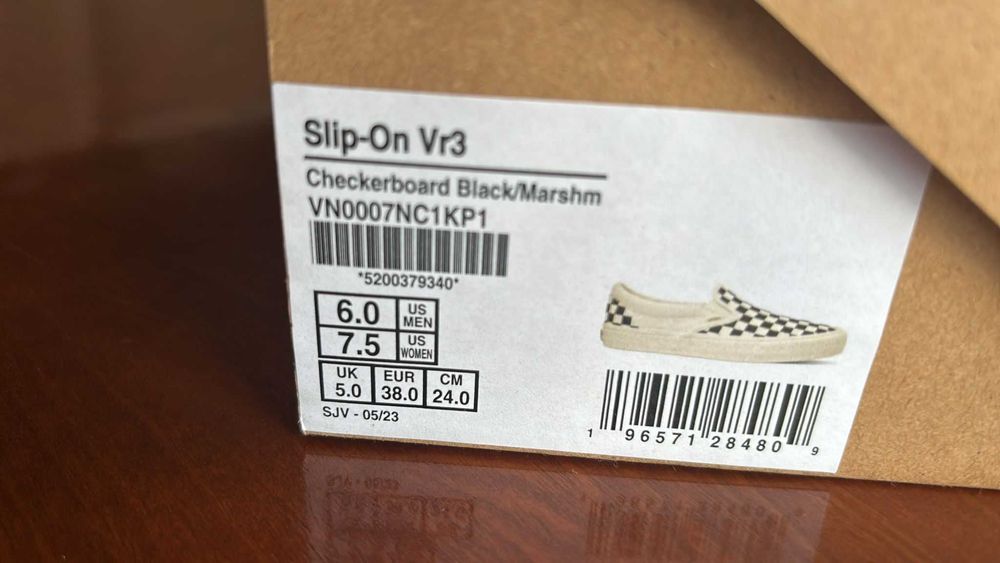 Slip-On Vr3
Checkerboard Black/Marshm
VN0007NC1KP1
*5200379340*
6.0 US MEN
7.5 US WOMEN
UK 5.0 EUR 38.0 CM 24.0
SJV - 05/23
1 96571 28480 9